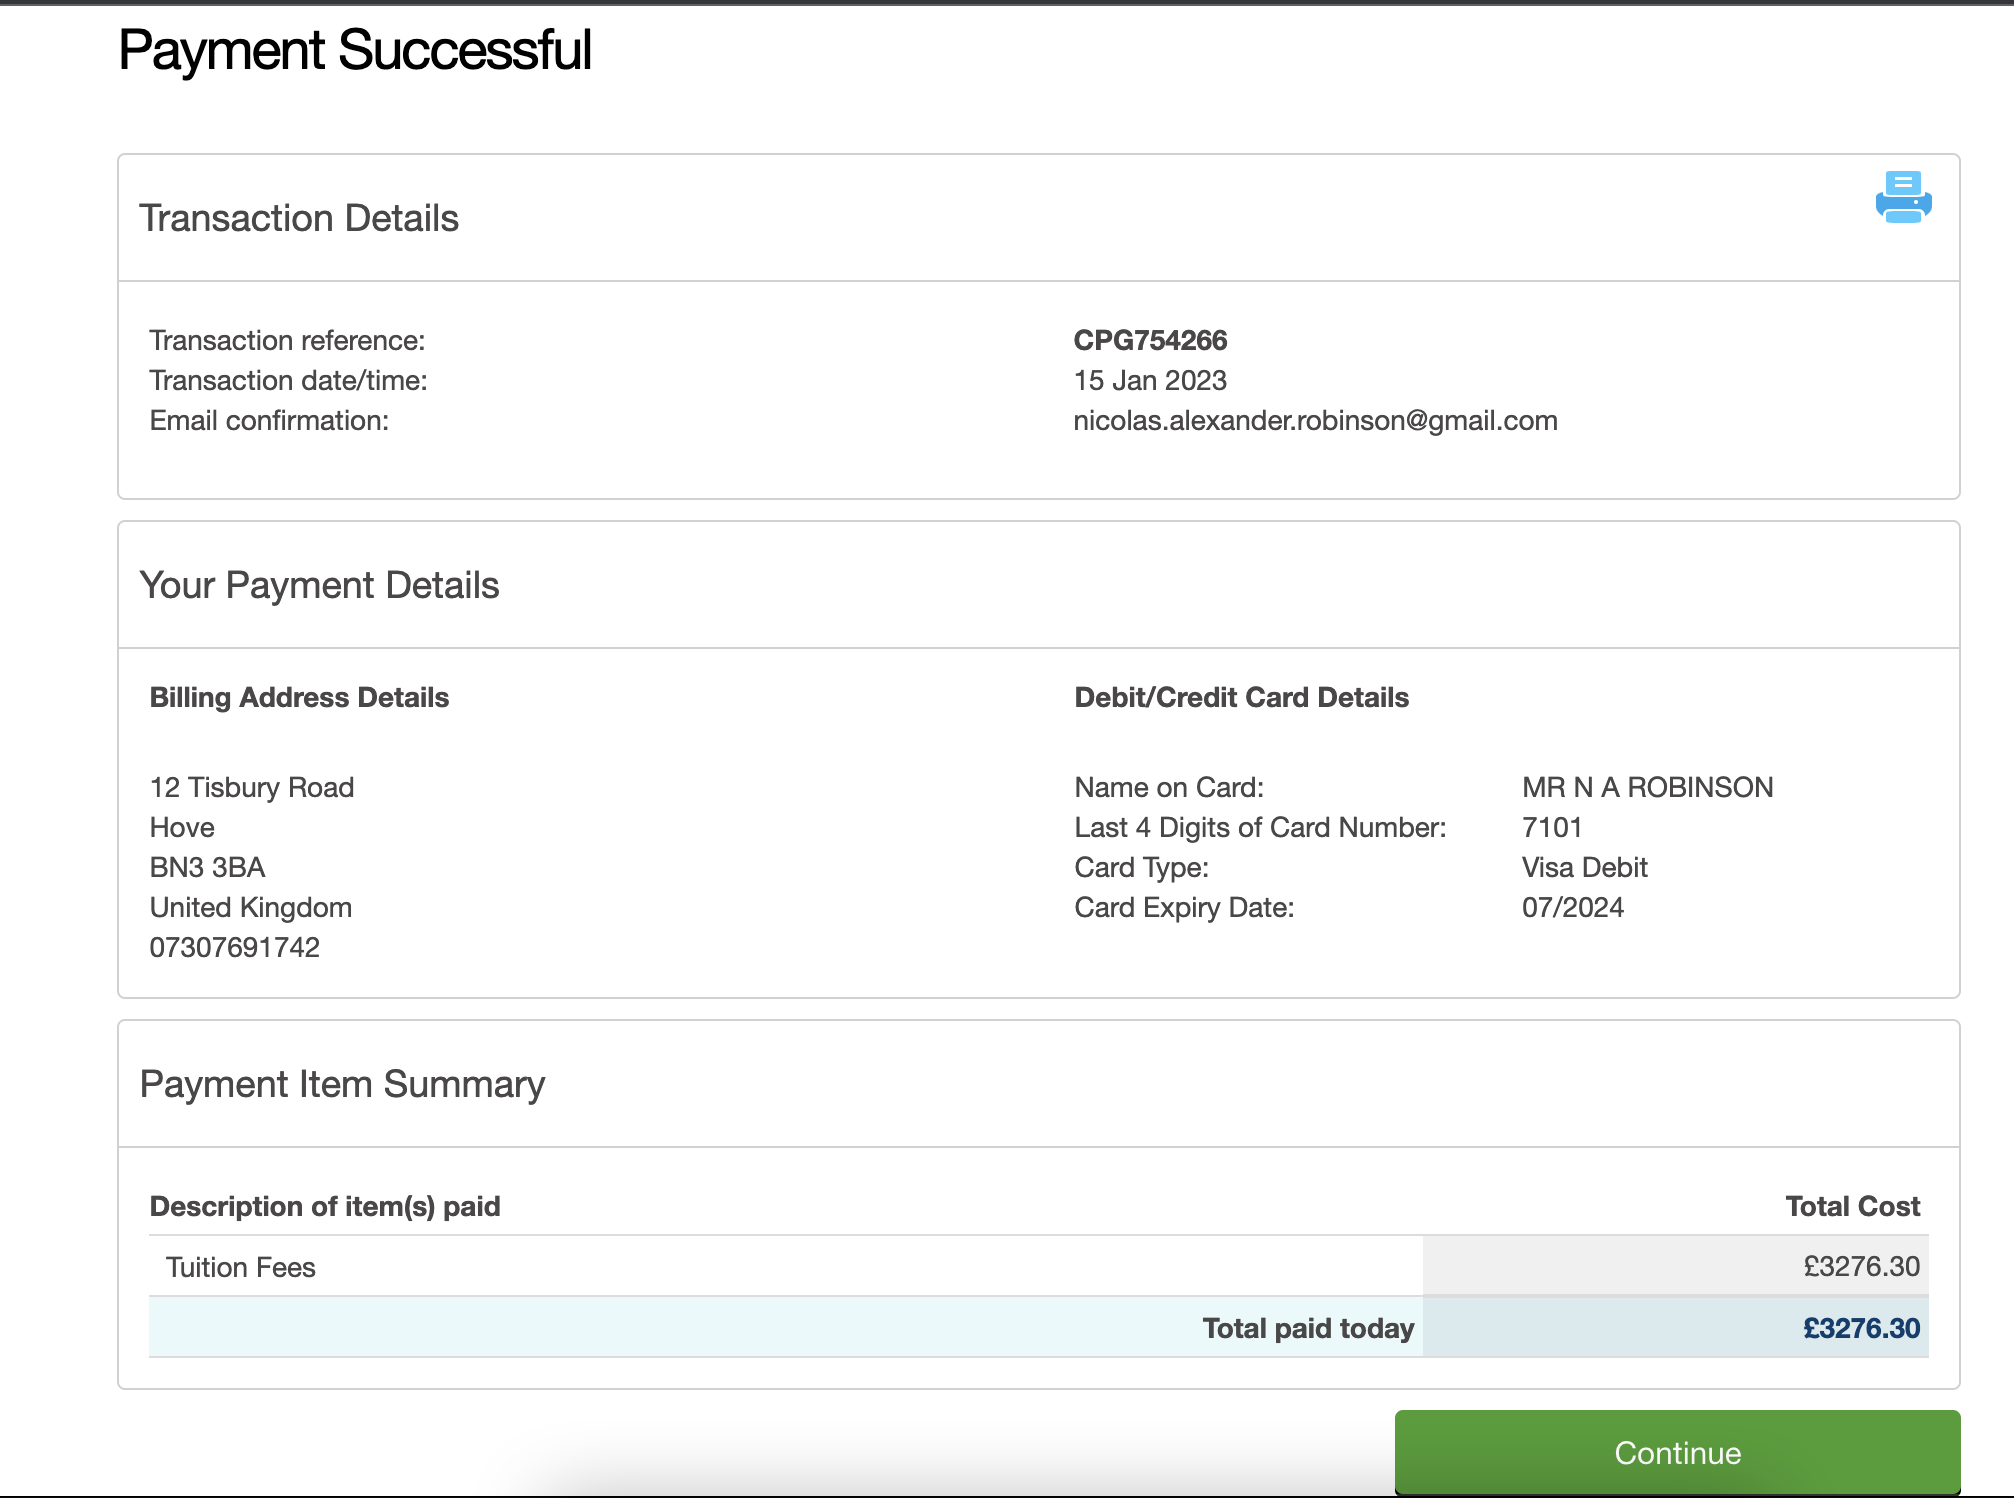 Payment Successful
Transaction Details
Transaction reference: CPG754266
Transaction date/time: 15 Jan 2023
Email confirmation: nicolas.alexander.robinson@gmail.com
Your Payment Details
Billing Address Details
12 Tisbury Road
Hove
BN3 3BA
United Kingdom
07307691742
Debit/Credit Card Details
Name on Card: MR N A ROBINSON
Last 4 Digits of Card Number: 7101
Card Type: Visa Debit
Card Expiry Date: 07/2024
Payment Item Summary
Description of item(s) paid Total Cost
Tuition Fees £3276.30
Total paid today £3276.30
Continue